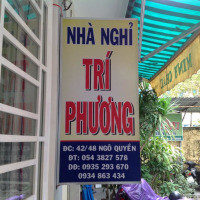 NHÀ NGHỈ
TRÍ
PHƯƠNG
ĐC: 42/48 NGÔ QUYỀN
ĐT: 054 3827 578
DĐ: 0935 293 670
0934 863 434